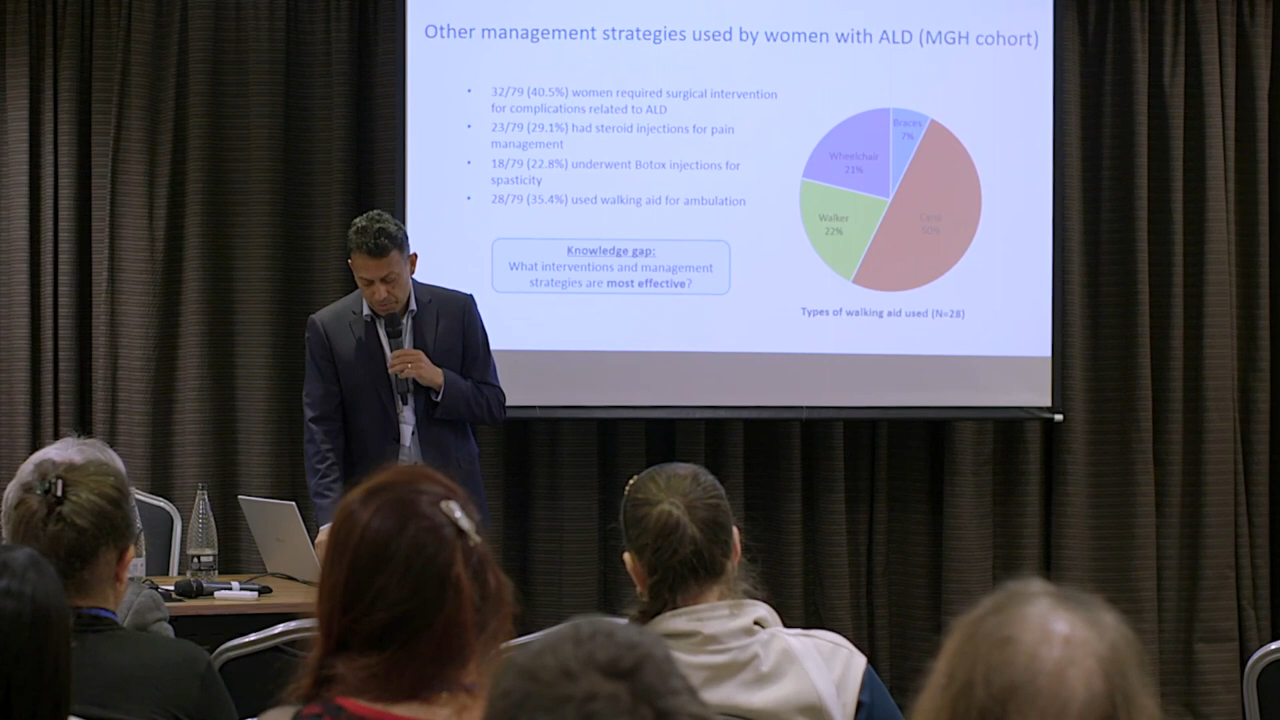 Other management strategies used by women with ALD (MGH cohort)
• 32/79 (40.5%) women required surgical intervention
for complications related to ALD
• 23/79 (29.1%) had steroid injections for pain
management
• 18/79 (22.8%) underwent Botox injections for
spasticity
• 28/79 (35.4%) used walking aid for ambulation
Knowledge gap:
What interventions and management
strategies are most effective?
Braces
7%
Wheelchair
21%
Walker
22%
Cane
50%
Types of walking aid used (N=28)